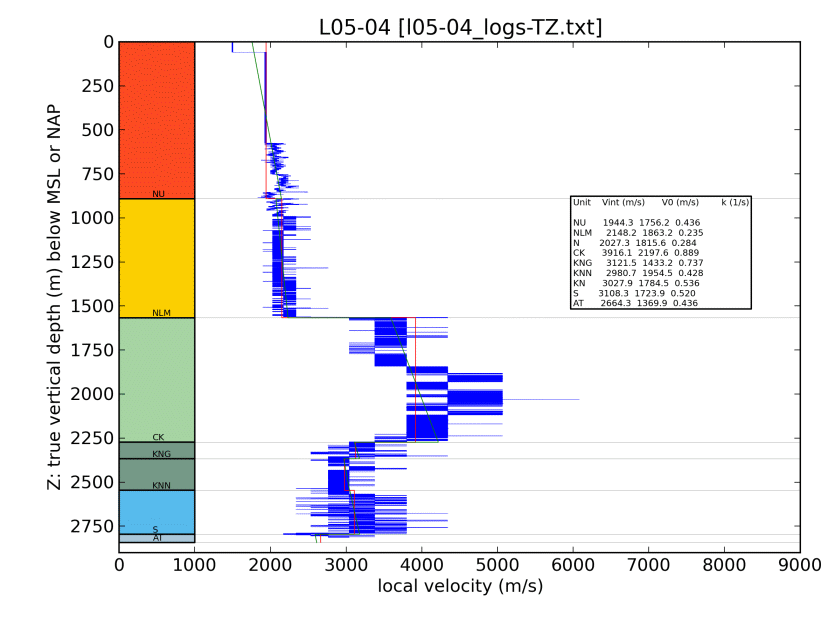 L05-04 [l05-04_logs-TZ.txt]
Z: true vertical depth (m) below MSL or NAP
0
250
500
750
1000
1250
1500
1750
2000
2250
2500
2750
NU
NLM
CK
KNG
KNN
S
AT
Unit Vint (m/s) V0 (m/s) k (1/s)
NU 1944.3 1756.2 0.436
NLM 2148.2 1863.2 0.235
N 2027.3 1815.6 0.284
CK 3916.1 2197.6 0.889
KNG 3121.5 1433.2 0.737
KNN 2980.7 1954.5 0.428
KN 3027.9 1784.5 0.536
S 3108.3 1723.9 0.520
AT 2664.3 1369.9 0.436
0 1000 2000 3000 4000 5000 6000 7000 8000 9000
local velocity (m/s)